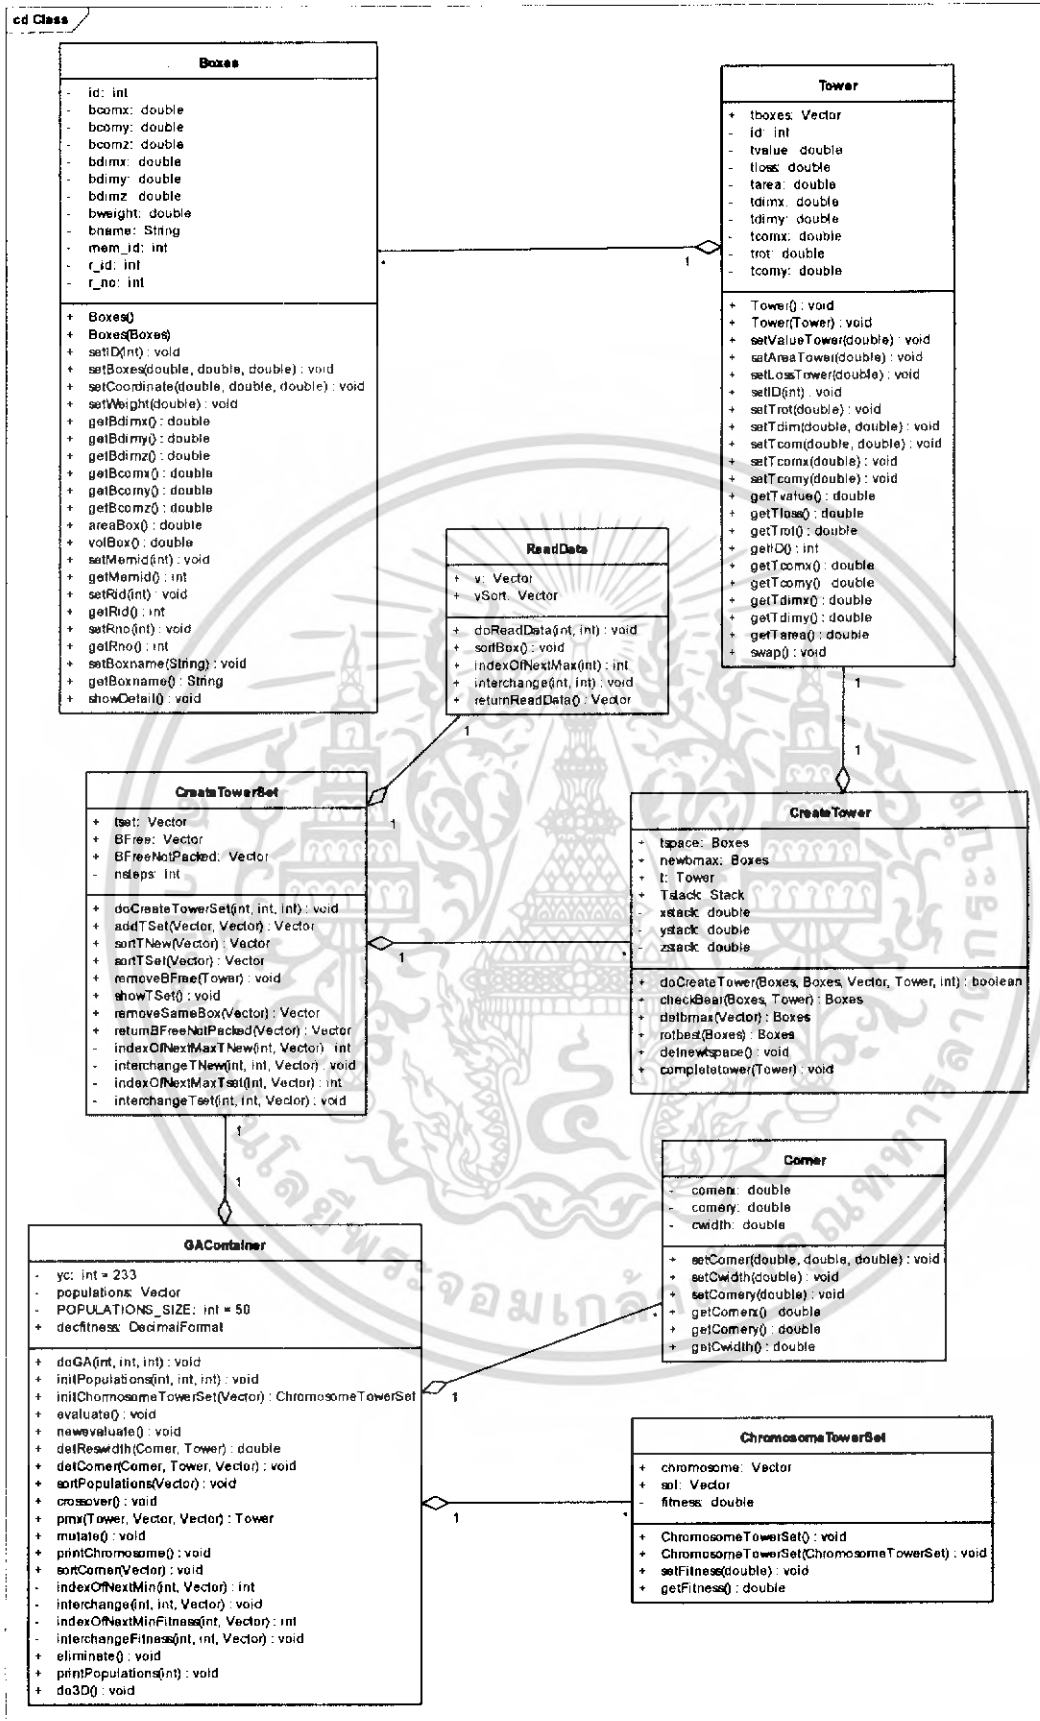 cd Class
Boxes
- id: int
- bcornx: double
- bcorny: double
- bcornz: double
- bdimx: double
- bdimy: double
- bdimz: double
- bweight: double
- bname: String
- mem_id: int
- r_id: int
- r_no: int
+ Boxes()
+ Boxes(Boxes)
+ setID(int) : void
+ setBoxes(double, double, double) : void
+ setCoordinate(double, double, double) : void
+ setWeight(double) : void
+ getBdimx() : double
+ getBdimy() : double
+ getBdimz() : double
+ getBcornx() : double
+ getBcorny() : double
+ getBcornz() : double
+ areaBox() : double
+ volBox() : double
+ setMemid(int) : void
+ getMemid() : int
+ setRid(int) : void
+ getRid() : int
+ setRno(int) : void
+ getRno() : int
+ setBoxname(String) : void
+ getBoxname() : String
+ showDetail() : void
Tower
+ tboxes: Vector
- id: int
- tvalue: double
- tloss: double
- tarea: double
- tdimx: double
- tdimy: double
- tcornx: double
- trot: double
- tcorny: double
+ Tower() : void
+ Tower(Tower) : void
+ setValueTower(double) : void
+ setAreaTower(double) : void
+ setLossTower(double) : void
+ setID(int) : void
+ setTrot(double) : void
+ setTdim(double, double) : void
+ setTcorn(double, double) : void
+ setTcornx(double) : void
+ setTcorny(double) : void
+ getTvalue() : double
+ getTloss() : double
+ getTrot() : double
+ getID() : int
+ getTcornx() : double
+ getTcorny() : double
+ getTdimx() : double
+ getTdimy() : double
+ getTarea() : double
+ swap() : void
* 1
ReadData
+ v: Vector
+ vSort: Vector
+ doReadData(int, int) : void
+ sortBox() : void
+ indexOfNextMax(int) : int
+ interchange(int, int) : void
+ returnReadData() : Vector
1
1
1
1
CreateTowerSet
+ tset: Vector
+ BFree: Vector
+ BFreeNotPacked: Vector
- nsteps: int
+ doCreateTowerSet(int, int, int) : void
+ addTSet(Vector, Vector) : Vector
+ sortTNew(Vector) : Vector
+ sortTSet(Vector) : Vector
+ removeBFree(Tower) : void
+ showTSet() : void
+ removeSameBox(Vector) : Vector
+ returnBFreeNotPacked(Vector) : Vector
- indexOfNextMaxTNew(int, Vector) : int
- interchangeTNew(int, int, Vector) : void
- indexOfNextMaxTset(int, Vector) : int
- interchangeTset(int, int, Vector) : void
CreateTower
+ tspace: Boxes
+ newbmax: Boxes
+ t: Tower
+ Tstack: Stack
- xstack: double
- ystack: double
- zstack: double
+ doCreateTower(Boxes, Boxes, Vector, Tower, int) : boolean
+ checkBear(Boxes, Tower) : Boxes
+ detbmax(Vector) : Boxes
+ rotbest(Boxes) : Boxes
+ detnewtspace() : void
+ completetower(Tower) : void
1 *
1
1
GAContainer
- yc: int = 233
- populations: Vector
- POPULATIONS_SIZE: int = 50
+ decfitness: DecimalFormat
+ doGA(int, int, int) : void
+ initPopulations(int, int, int) : void
+ initChormosomeTowerSet(Vector) : ChromosomeTowerSet
+ evaluate() : void
+ newevaluate() : void
+ detReswidth(Corner, Tower) : double
+ detCorner(Corner, Tower, Vector) : void
+ sortPopulations(Vector) : void
+ crossover() : void
+ pmx(Tower, Vector, Vector) : Tower
+ mutate() : void
+ printChromosome() : void
+ sortCorner(Vector) : void
- indexOfNextMin(int, Vector) : int
- interchange(int, int, Vector) : void
- indexOfNextMinFitness(int, Vector) : int
- interchangeFitness(int, int, Vector) : void
+ eliminate() : void
+ printPopulations(int) : void
+ do3D() : void
Corner
- cornerx: double
- cornery: double
- cwidth: double
+ setCorner(double, double, double) : void
+ setCwidth(double) : void
+ setCornery(double) : void
+ getCornerx() : double
+ getCornery() : double
+ getCwidth() : double
* 1
ChromosomeTowerSet
+ chromosome: Vector
+ sol: Vector
- fitness: double
+ ChromosomeTowerSet() : void
+ ChromosomeTowerSet(ChromosomeTowerSet) : void
+ setFitness(double) : void
+ getFitness() : double
1 *